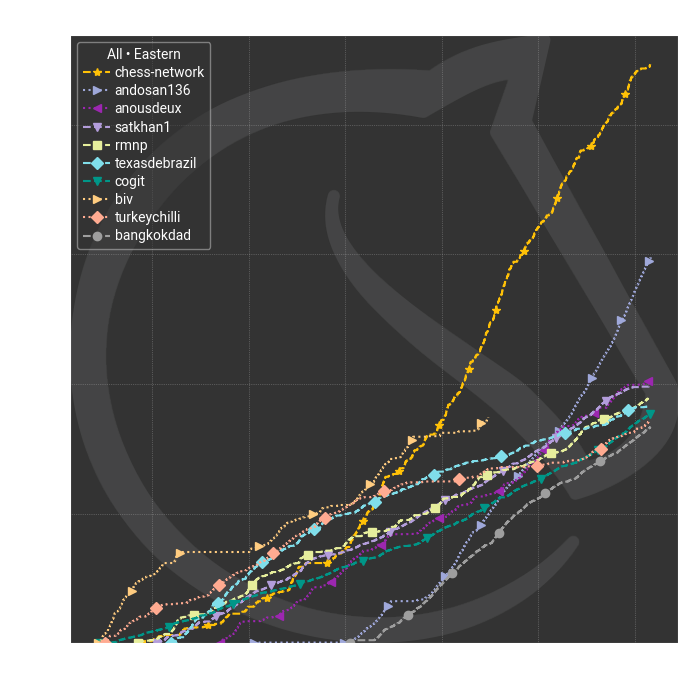 All • Eastern
chess-network
andosan136
anousdeux
satkhan1
rmnp
texasdebrazil
cogit
biv
turkeychilli
bangkokdad